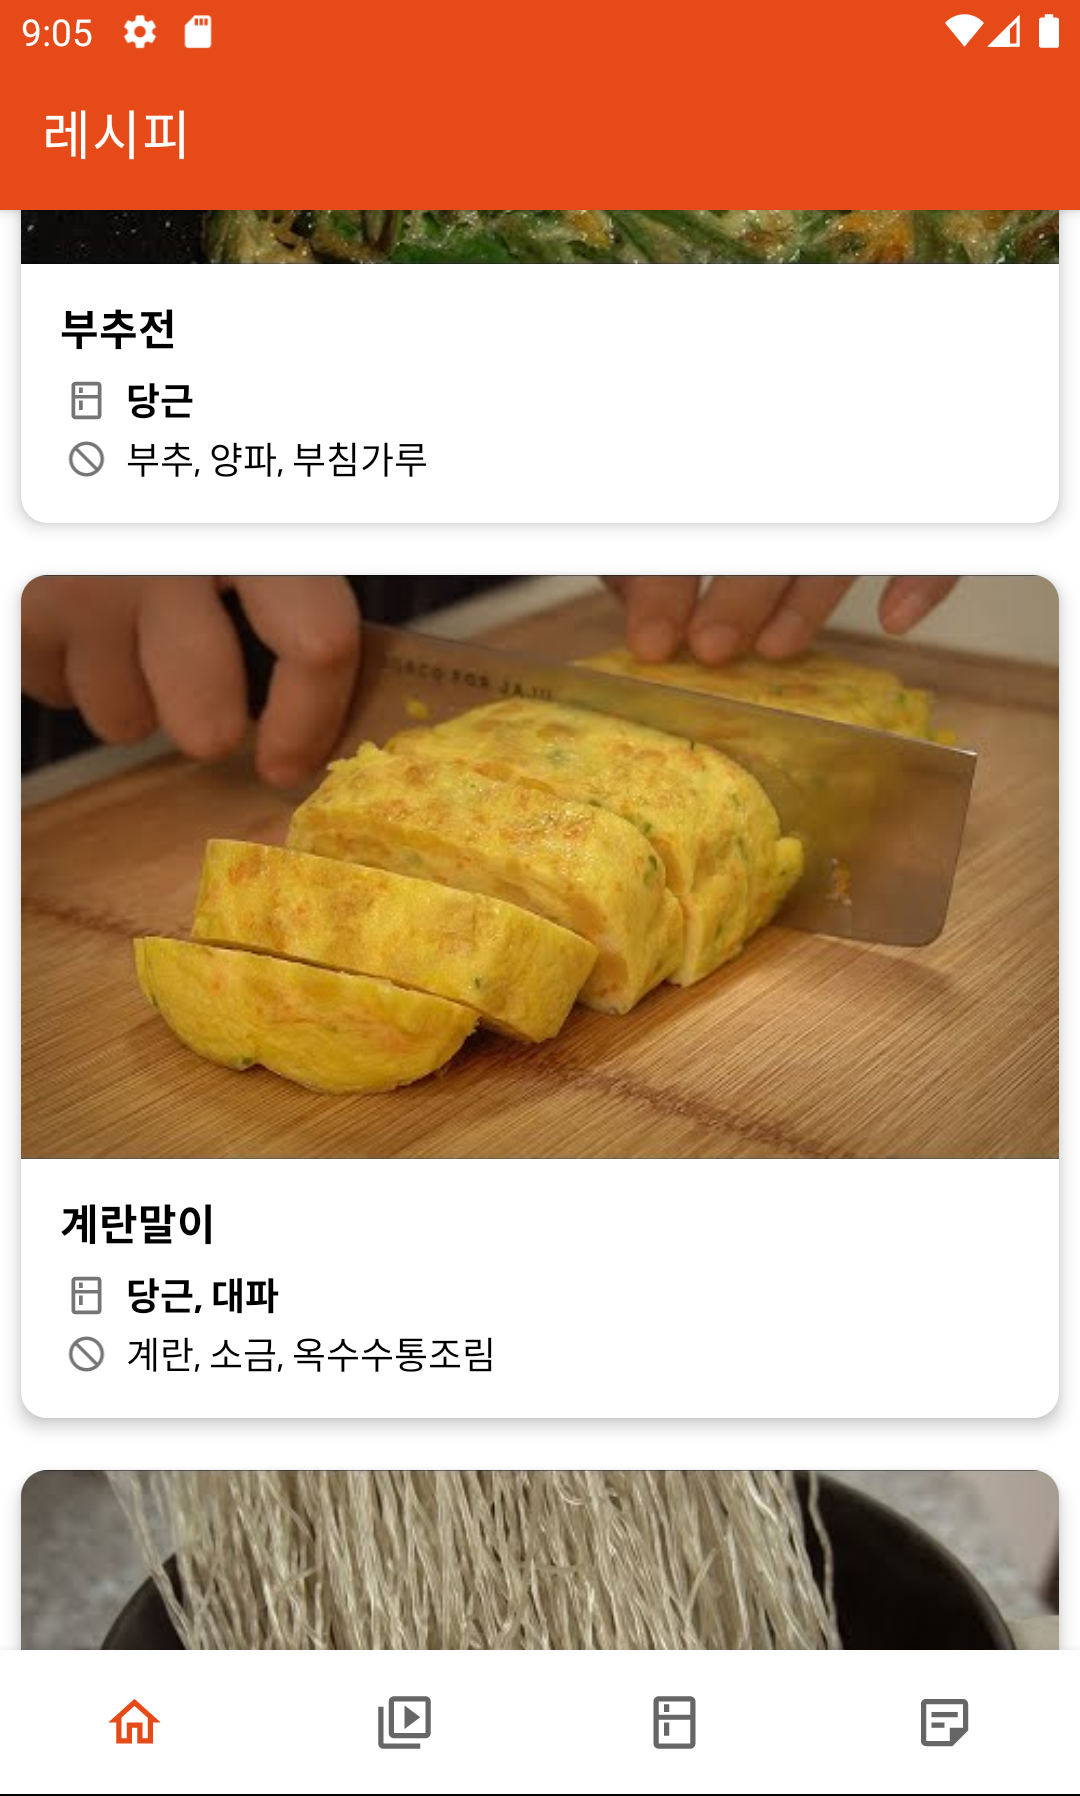 9:05
레시피
부추전
당근
부추, 양파, 부침가루
계란말이
당근, 대파
계란, 소금, 옥수수통조림